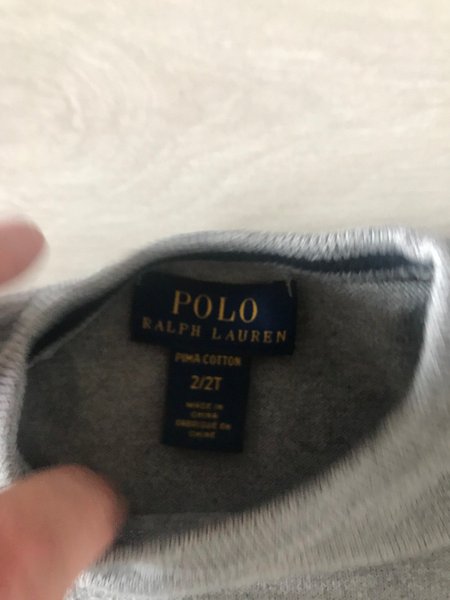 POLO
RALPH LAUREN
PIMA COTTON
2/2T
MADE IN
CHINA
FABRIQUÉ EN
CHINE